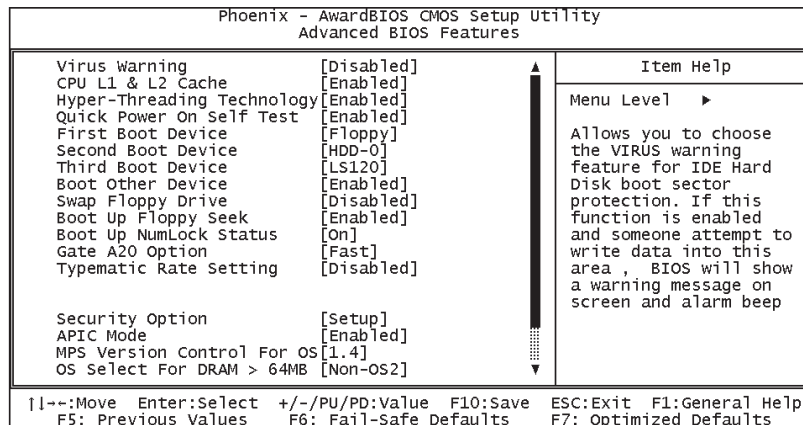 Phoenix - AwardBIOS CMOS Setup Utility
Advanced BIOS Features
Virus Warning [Disabled]
CPU L1 & L2 Cache [Enabled]
Hyper-Threading Technology[Enabled]
Quick Power On Self Test [Enabled]
First Boot Device [Floppy]
Second Boot Device [HDD-0]
Third Boot Device [LS120]
Boot Other Device [Enabled]
Swap Floppy Drive [Disabled]
Boot Up Floppy Seek [Enabled]
Boot Up NumLock Status [On]
Gate A20 Option [Fast]
Typematic Rate Setting [Disabled]
Security Option [Setup]
APIC Mode [Enabled]
MPS Version Control For OS[1.4]
OS Select For DRAM > 64MB [Non-OS2]
Item Help
Menu Level ▶
Allows you to choose
the VIRUS warning
feature for IDE Hard
Disk boot sector
protection. If this
function is enabled
and someone attempt to
write data into this
area , BIOS will show
a warning message on
screen and alarm beep
↑↓→←:Move Enter:Select +/-/PU/PD:Value F10:Save ESC:Exit F1:General Help
F5: Previous Values F6: Fail-Safe Defaults F7: Optimized Defaults